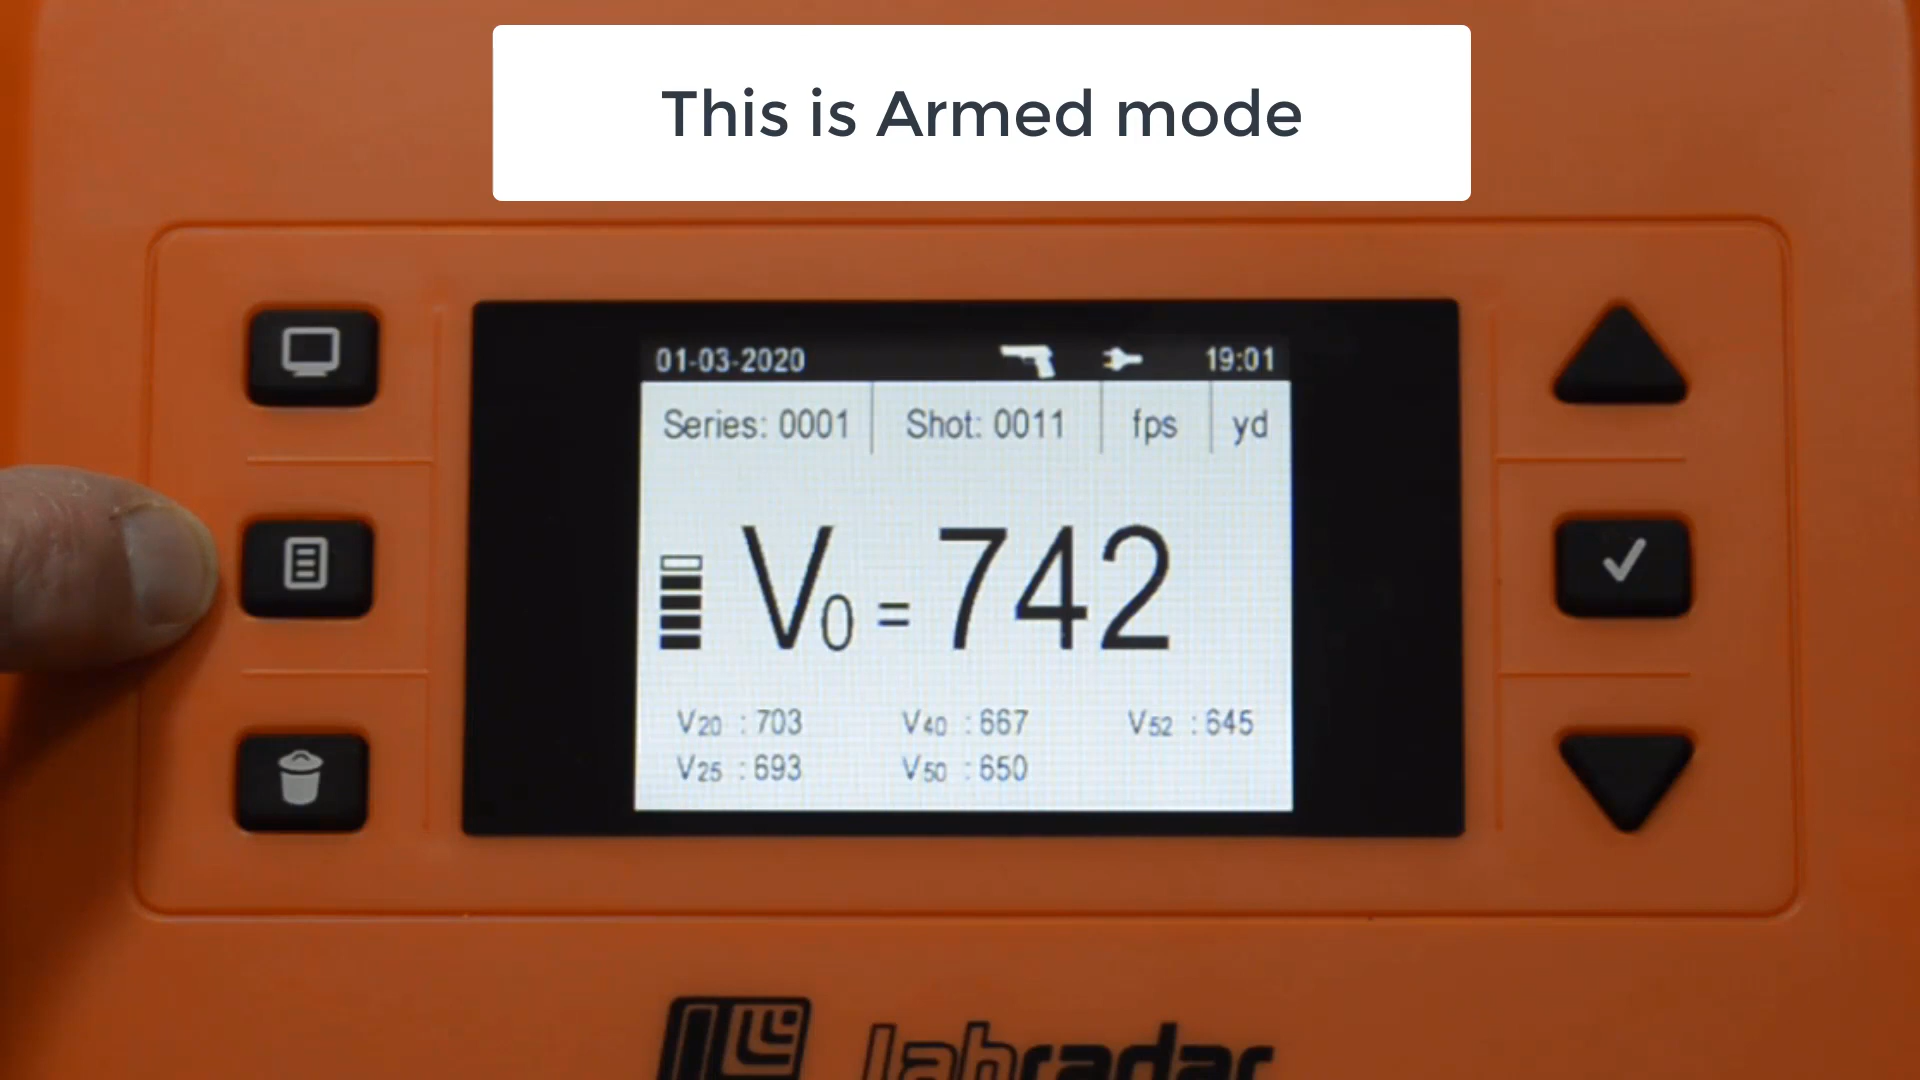 This is Armed mode
01-03-2020 19:01
Series: 0001 Shot: 0011 fps yd
V0 = 742
V20 : 703 V40 : 667 V52 : 645
V25 : 693 V50 : 650
labradar